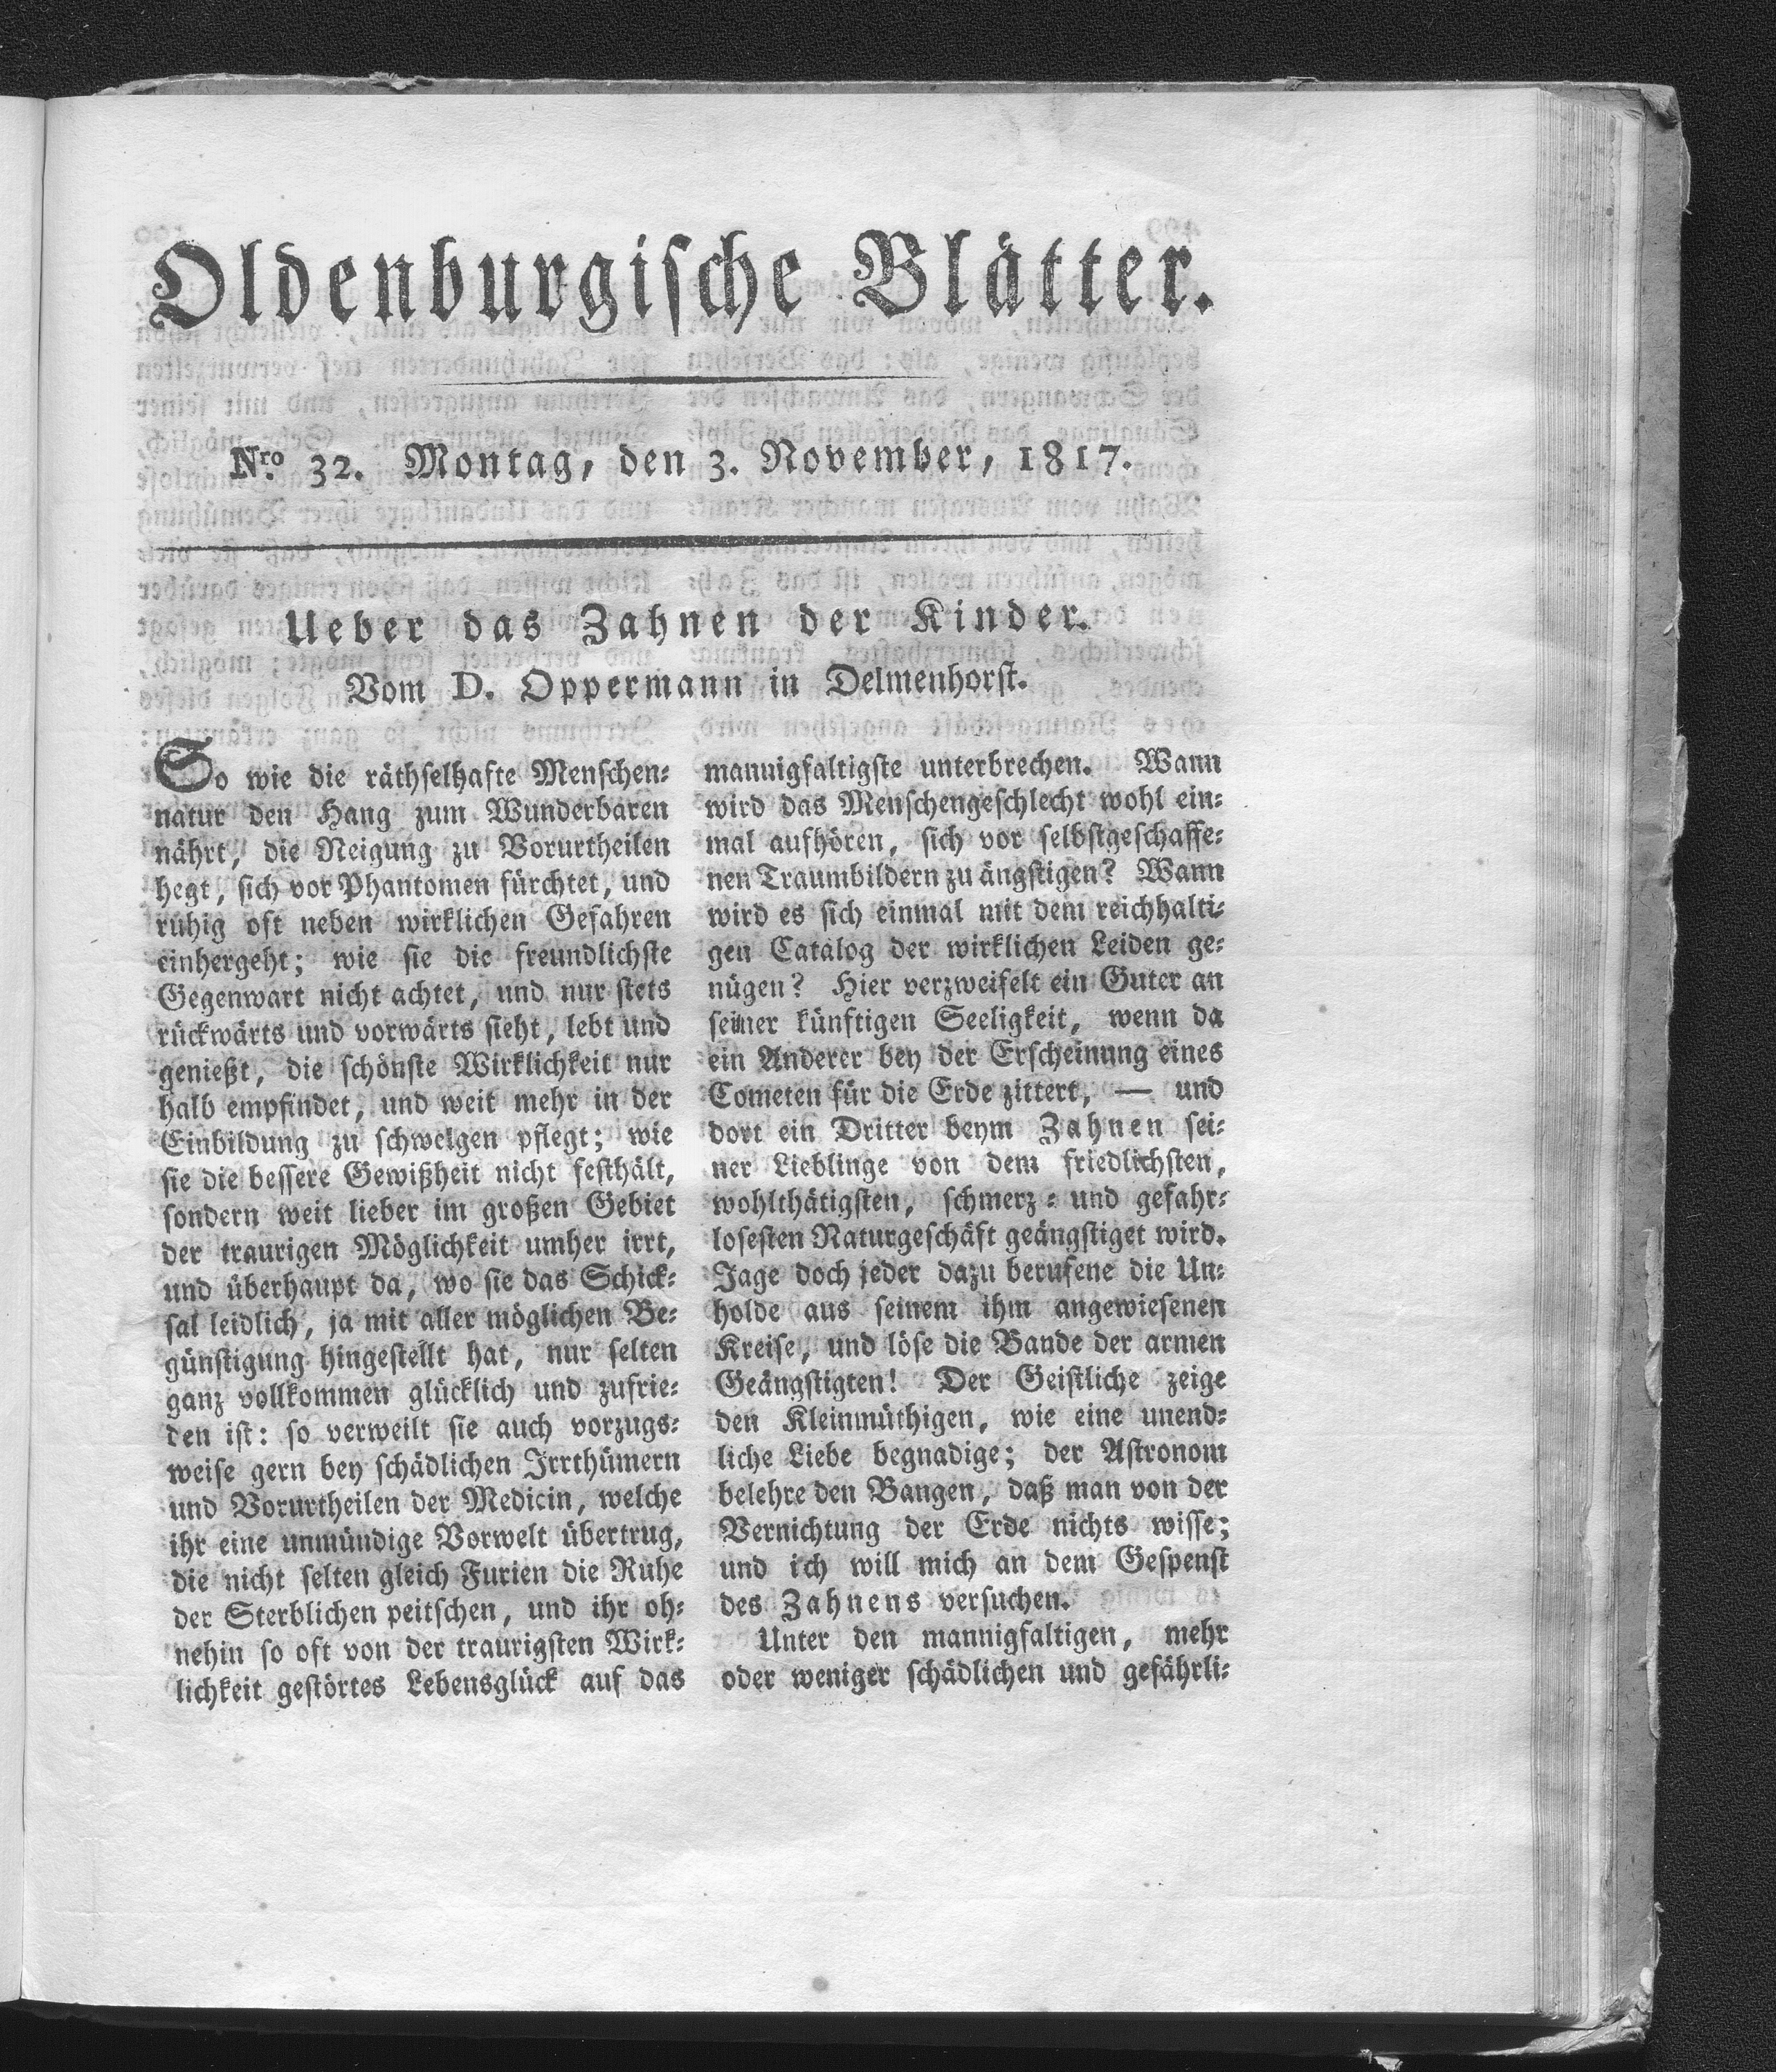 Oldenburgische Blätter.
Nro. 32. Montag, den 3. November, 1817.
Ueber das Zahnen der Kinder.
Vom D. Oppermann in Delmenhorst.
So wie die räthselhafte Menschen-
natur den Hang zum Wunderbaren
nährt, die Neigung zu Vorurtheilen
hegt, sich vor Phantomen fürchtet, und
ruhig oft neben wirklichen Gefahren
einhergeht; wie sie die freundlichste
Gegenwart nicht achtet, und nur stets
rückwärts und vorwärts sieht, lebt und
genießt, die schönste Wirklichkeit nur
halb empfindet, und weit mehr in der
Einbildung zu schwelgen pflegt; wie
sie die bessere Gewißheit nicht festhält,
sondern weit lieber im großen Gebiet
der traurigen Möglichkeit umher irrt,
und überhaupt da, wo sie das Schick-
sal leidlich, ja mit aller möglichen Be-
günstigung hingestellt hat, nur selten
ganz vollkommen glücklich und zufrie-
den ist: so verweilt sie auch vorzugs-
weise gern bey schädlichen Irrthümern
und Vorurtheilen der Medicin, welche
ihr eine unmündige Vorwelt übertrug,
die nicht selten gleich Furien die Ruhe
der Sterblichen peitschen, und ihr oh-
nehin so oft von der traurigsten Wirk-
lichkeit gestörtes Lebensglück auf das
mannigfaltigste unterbrechen. Wann
wird das Menschengeschlecht wohl ein-
mal aufhören, sich vor selbstgeschaffe-
nen Traumbildern zu ängstigen? Wann
wird es sich einmal mit dem reichhalti-
gen Catalog der wirklichen Leiden ge-
nügen? Hier verzweifelt ein Guter an
seiner künftigen Seeligkeit, wenn da
ein Anderer bey der Erscheinung eines
Cometen für die Erde zittert, — und
dort ein Dritter beym Zahnen sei-
ner Lieblinge von dem friedlichsten,
wohlthätigsten, schmerz- und gefahr-
losesten Naturgeschäft geängstiget wird.
Jage doch jeder dazu berufene die Un-
holde aus seinem ihm angewiesenen
Kreise, und löse die Bande der armen
Geängstigten! Der Geistliche zeige
den Kleinmüthigen, wie eine unend-
liche Liebe begnadige; der Astronom
belehre den Bangen, daß man von der
Vernichtung der Erde nichts wisse;
und ich will mich an dem Gespenst
des Zahnens versuchen.
Unter den mannigfaltigen, mehr
oder weniger schädlichen und gefährli-